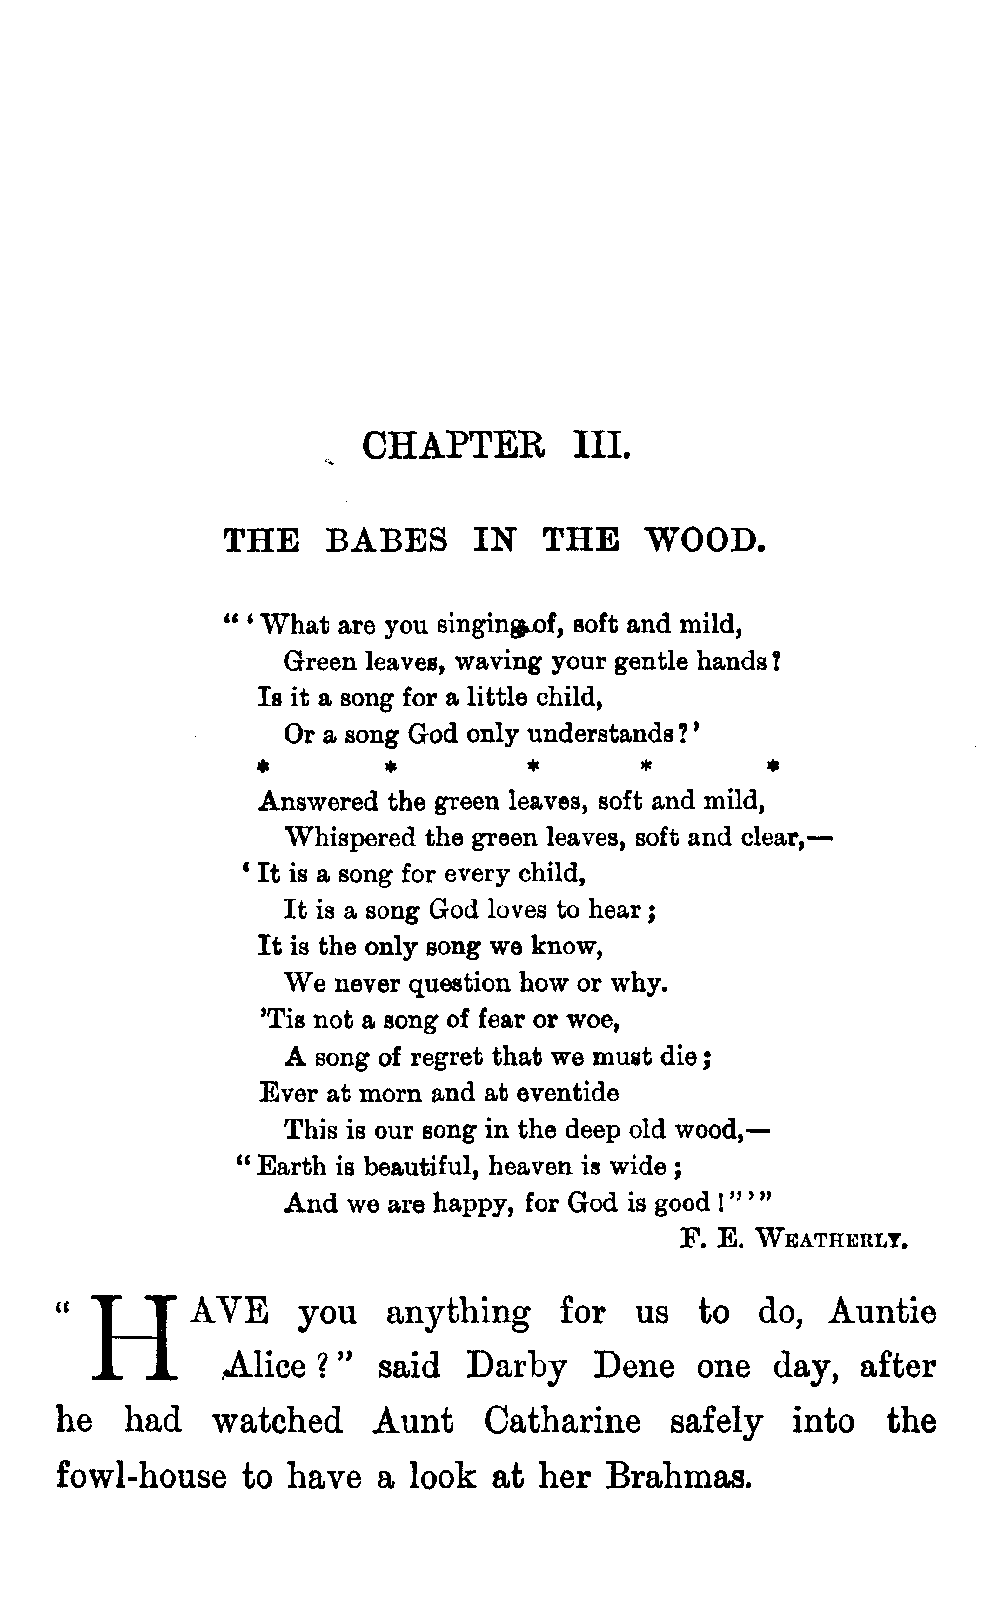 CHAPTER III.
THE BABES IN THE WOOD.
“ ‘ What are you singing of, soft and mild,
Green leaves, waving your gentle hands?
Is it a song for a little child,
Or a song God only understands?’
* * * * *
Answered the green leaves, soft and mild,
Whispered the green leaves, soft and clear,—
‘ It is a song for every child,
It is a song God loves to hear;
It is the only song we know,
We never question how or why.
’Tis not a song of fear or woe,
A song of regret that we must die;
Ever at morn and at eventide
This is our song in the deep old wood,—
“ Earth is beautiful, heaven is wide;
And we are happy, for God is good!” ’ ”
F. E. WEATHERLY.
“ HAVE you anything for us to do, Auntie
Alice?” said Darby Dene one day, after
he had watched Aunt Catharine safely into the
fowl-house to have a look at her Brahmas.